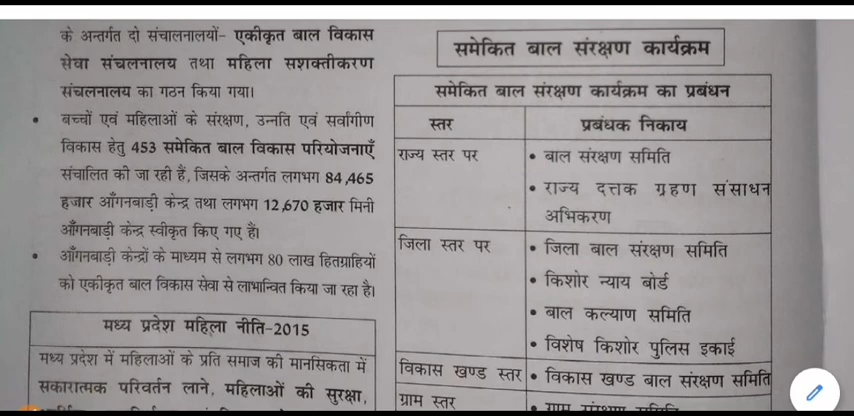 के अन्तर्गत दो संचालनालयों- एकीकृत बाल विकास
सेवा संचलनालय तथा महिला सशक्तीकरण
संचलनालय का गठन किया गया।
• बच्चों एवं महिलाओं के संरक्षण, उन्नति एवं सर्वांगीण
विकास हेतु 453 समेकित बाल विकास परियोजनाएँ
संचालित की जा रही हैं, जिसके अन्तर्गत लगभग 84,465
हजार आँगनबाड़ी केन्द्र तथा लगभग 12,670 हजार मिनी
आँगनबाड़ी केन्द्र स्वीकृत किए गए हैं।
• आँगनबाड़ी केन्द्रों के माध्यम से लगभग 80 लाख हितग्राहियों
को एकीकृत बाल विकास सेवा से लाभान्वित किया जा रहा है।
मध्य प्रदेश महिला नीति-2015
मध्य प्रदेश में महिलाओं के प्रति समाज की मानसिकता में
सकारात्मक परिवर्तन लाने, महिलाओं की सुरक्षा,
समेकित बाल संरक्षण कार्यक्रम
समेकित बाल संरक्षण कार्यक्रम का प्रबंधन
स्तर प्रबंधक निकाय
राज्य स्तर पर • बाल संरक्षण समिति
• राज्य दत्तक ग्रहण संसाधन
अभिकरण
जिला स्तर पर • जिला बाल संरक्षण समिति
• किशोर न्याय बोर्ड
• बाल कल्याण समिति
• विशेष किशोर पुलिस इकाई
विकास खण्ड स्तर • विकास खण्ड बाल संरक्षण समिति
ग्राम स्तर • ग्राम संरक्षण समिति